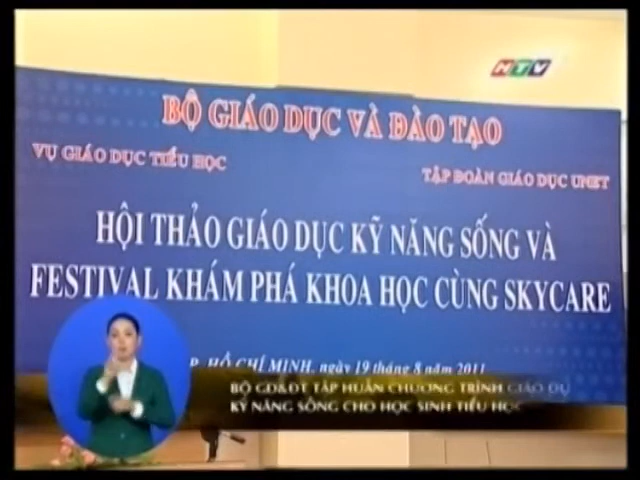 HTV
BỘ GIÁO DỤC VÀ ĐÀO TẠO
VỤ GIÁO DỤC TIỂU HỌC
TẬP ĐOÀN GIÁO DỤC UNET
HỘI THẢO GIÁO DỤC KỸ NĂNG SỐNG VÀ
FESTIVAL KHÁM PHÁ KHOA HỌC CÙNG SKYCARE
P. HỒ CHÍ MINH, ngày 19 tháng 8 năm 2011
BỘ GD&ĐT TẬP HUẤN CHƯƠNG TRÌNH GIÁO DỤ
KỸ NĂNG SỐNG CHO HỌC SINH TIỂU HỌC